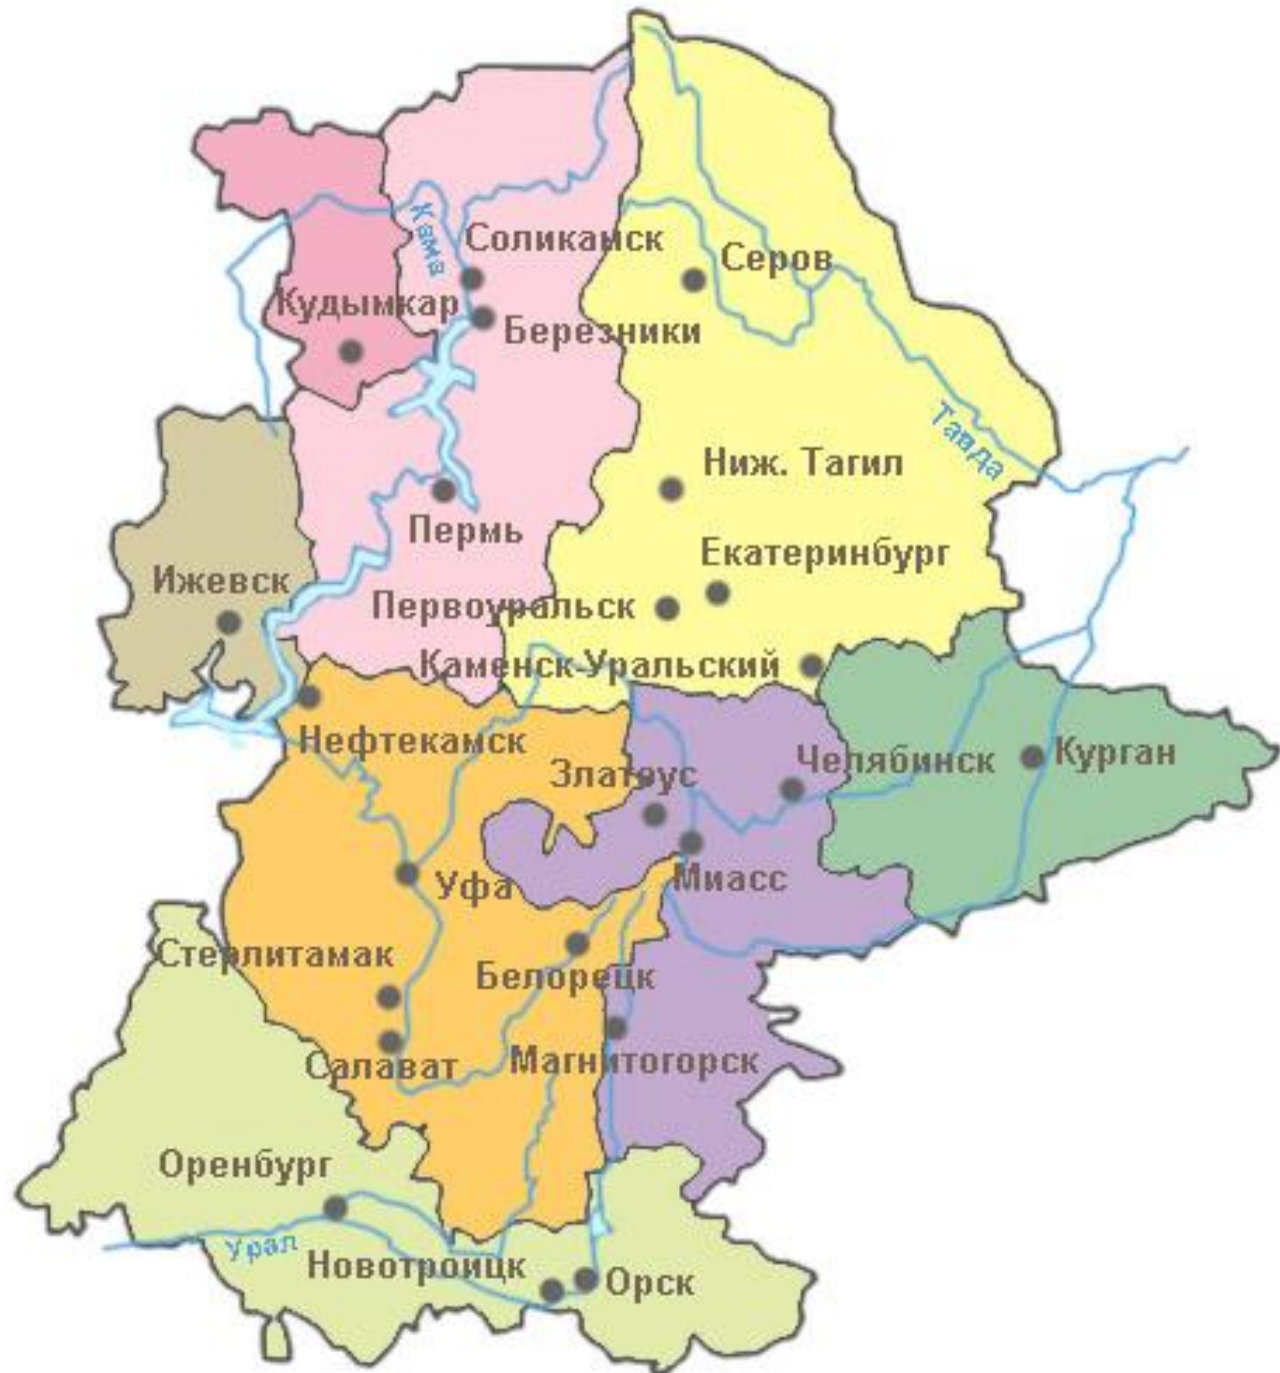 Кама
Соликамск
Серов
Кудымкар
Березники
Тавда
Ниж. Тагил
Пермь
Екатеринбург
Ижевск
Первоуральск
Каменск-Уральский
Нефтекамск
Златоус
Челябинск
Курган
Уфа
Миасс
Стерлитамак
Белорецк
Салават
Магнитогорск
Оренбург
Урал
Новотроицк
Орск